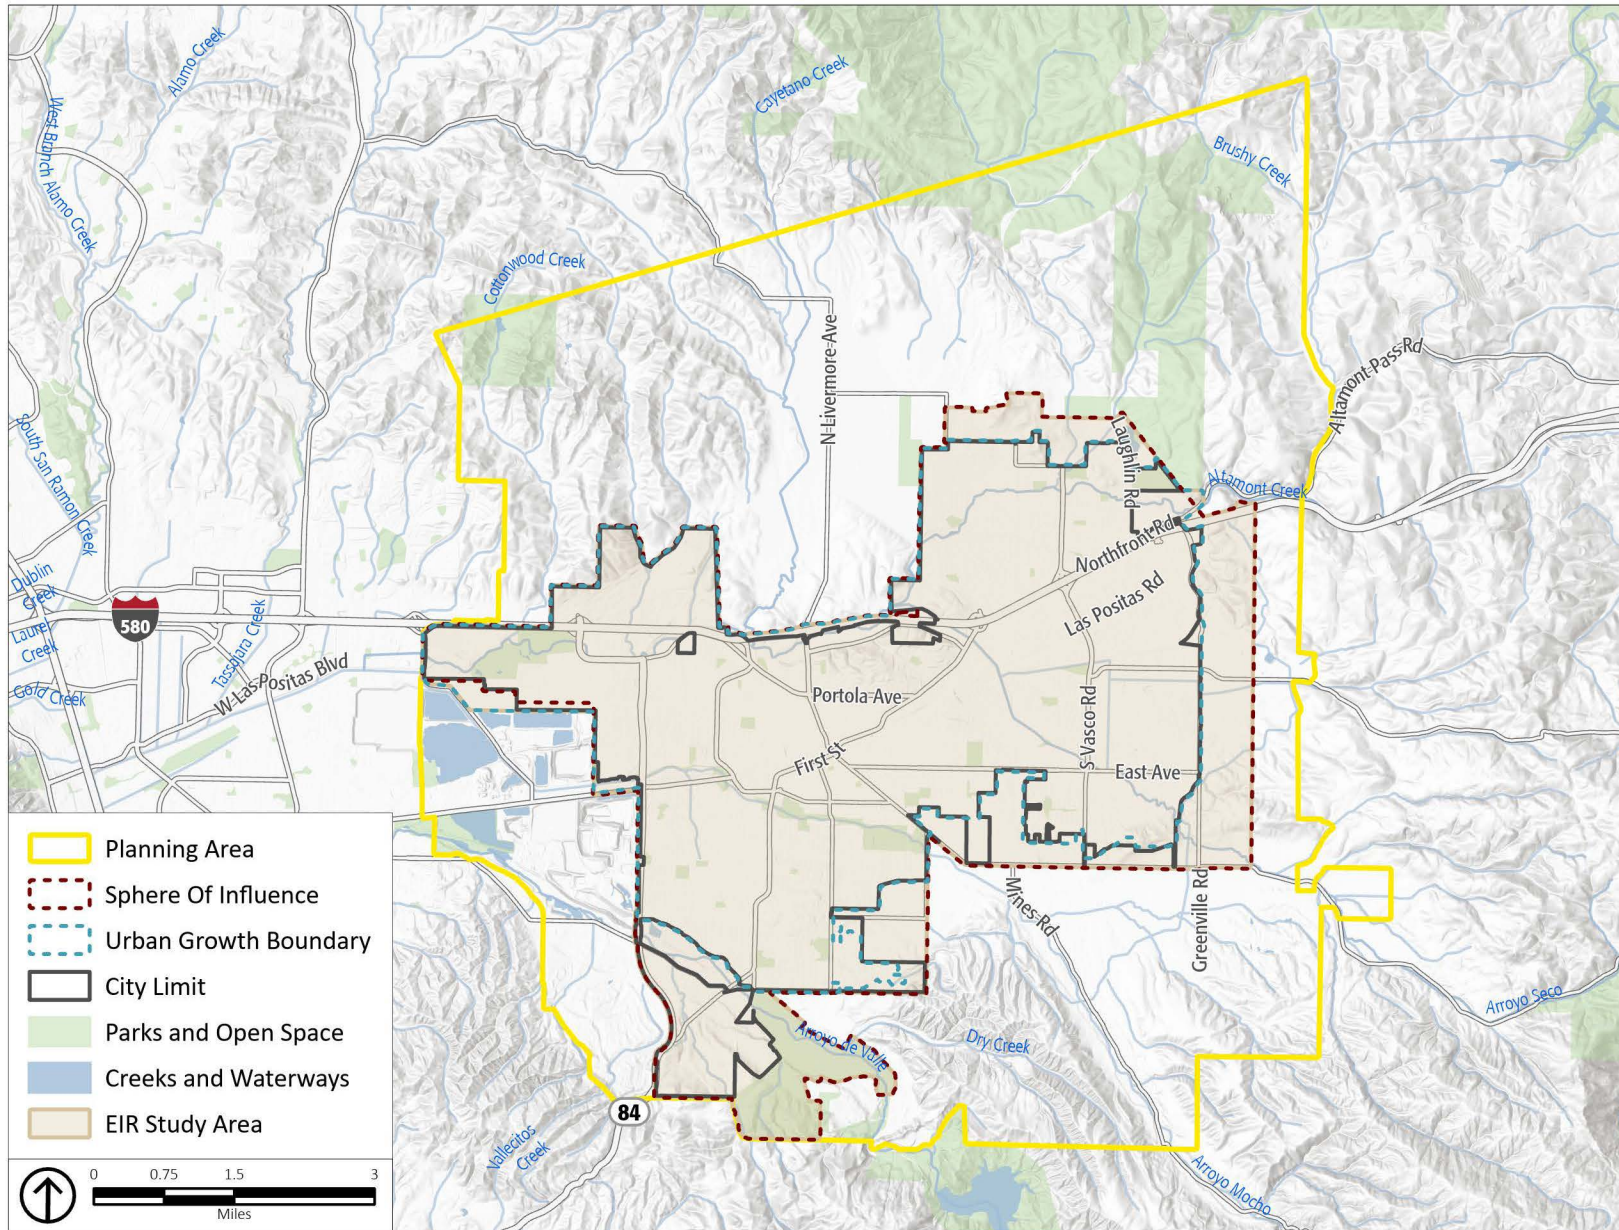 Alamo Creek
West Branch Alamo Creek
Cayetano Creek
Brushy Creek
Cottonwood Creek
N Livermore Ave
Altamont Pass Rd
South San Ramon Creek
Laughlin Rd
Altamont Creek
Northfront Rd
Dublin
Creek
580
Laurel
Creek
Las Positas Rd
Tassajara Creek
W Las Positas Blvd
Gold Creek
Portola Ave
S Vasco Rd
First St
East Ave
Mines Rd
Greenville Rd
Arroyo Seco
Arroyo de Valle
Dry Creek
84
Vallecitos
Creek
Arroyo Mocho
Planning Area
Sphere Of Influence
Urban Growth Boundary
City Limit
Parks and Open Space
Creeks and Waterways
EIR Study Area
0 0.75 1.5 3
Miles